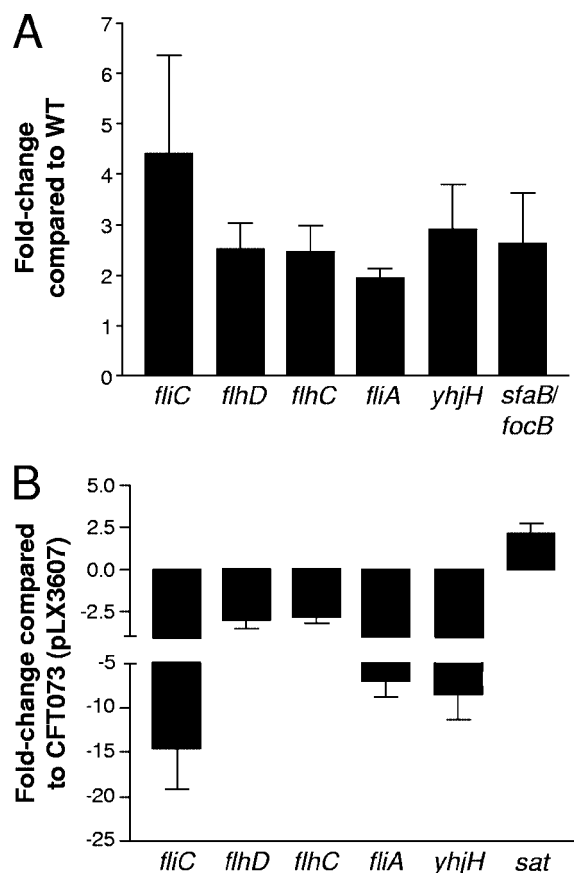 A
Fold-change
compared to WT
7
6
5
4
3
2
1
0
fliC flhD flhC fliA yhjH sfaB/
focB
B
Fold-change compared
to CFT073 (pLX3607)
5.0
2.5
0.0
-2.5
-5
-10
-15
-20
-25
fliC flhD flhC fliA yhjH sat